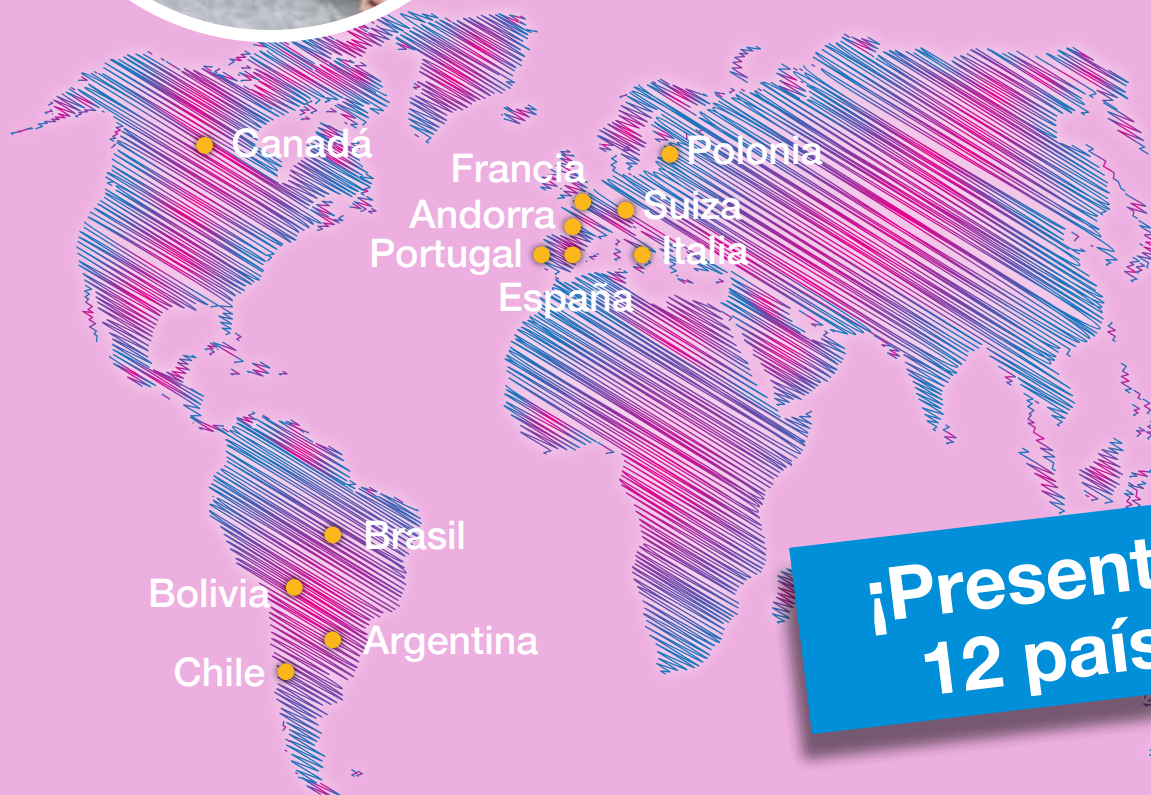 Canadá
Francia
Polonia
Andorra
Suiza
Portugal
Italia
España
Brasil
Bolivia
Argentina
Chile
¡Present
12 país